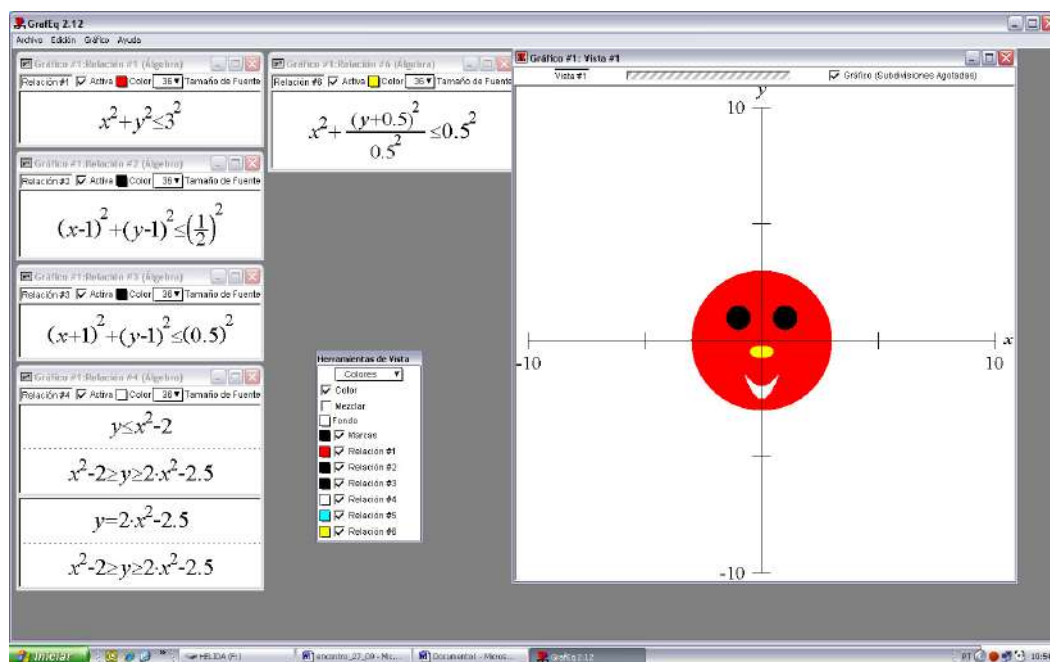 GrafEq 2.12
Archivo Edición Gráfico Ayuda
Gráfico #1:Relación #1 (Álgebra)
Relación #1 Activa Color 36 Tamaño de Fuente
x²+y²≤3²
Gráfico #1:Relación #2 (Álgebra)
Relación #2 Activa Color 36 Tamaño de Fuente
(x-1)²+(y-1)²≤(1/2)²
Gráfico #1:Relación #3 (Álgebra)
Relación #3 Activa Color 36 Tamaño de Fuente
(x+1)²+(y-1)²≤(0.5)²
Gráfico #1:Relación #4 (Álgebra)
Relación #4 Activa Color 36 Tamaño de Fuente
y≤x²-2
x²-2≥y≥2·x²-2.5
y=2·x²-2.5
x²-2≥y≥2·x²-2.5
Gráfico #1:Relación #6 (Álgebra)
Relación #6 Activa Color 36 Tamaño de Fuente
x²+(y+0.5)²/0.5²≤0.5²
Herramientas de Vista
Colores
Color
Mezclar
Fondo
Marcas
Relación #1
Relación #2
Relación #3
Relación #4
Relación #5
Relación #6
Gráfico #1: Vista #1
Vista #1 Gráfico (Subdivisiones Agotadas)
y
10
-10 10 x
-10
Iniciar HELIDA (F:) encontro_27_09 - Mic... Documento1 - Micros... GrafEq 2.12 PT 10:54